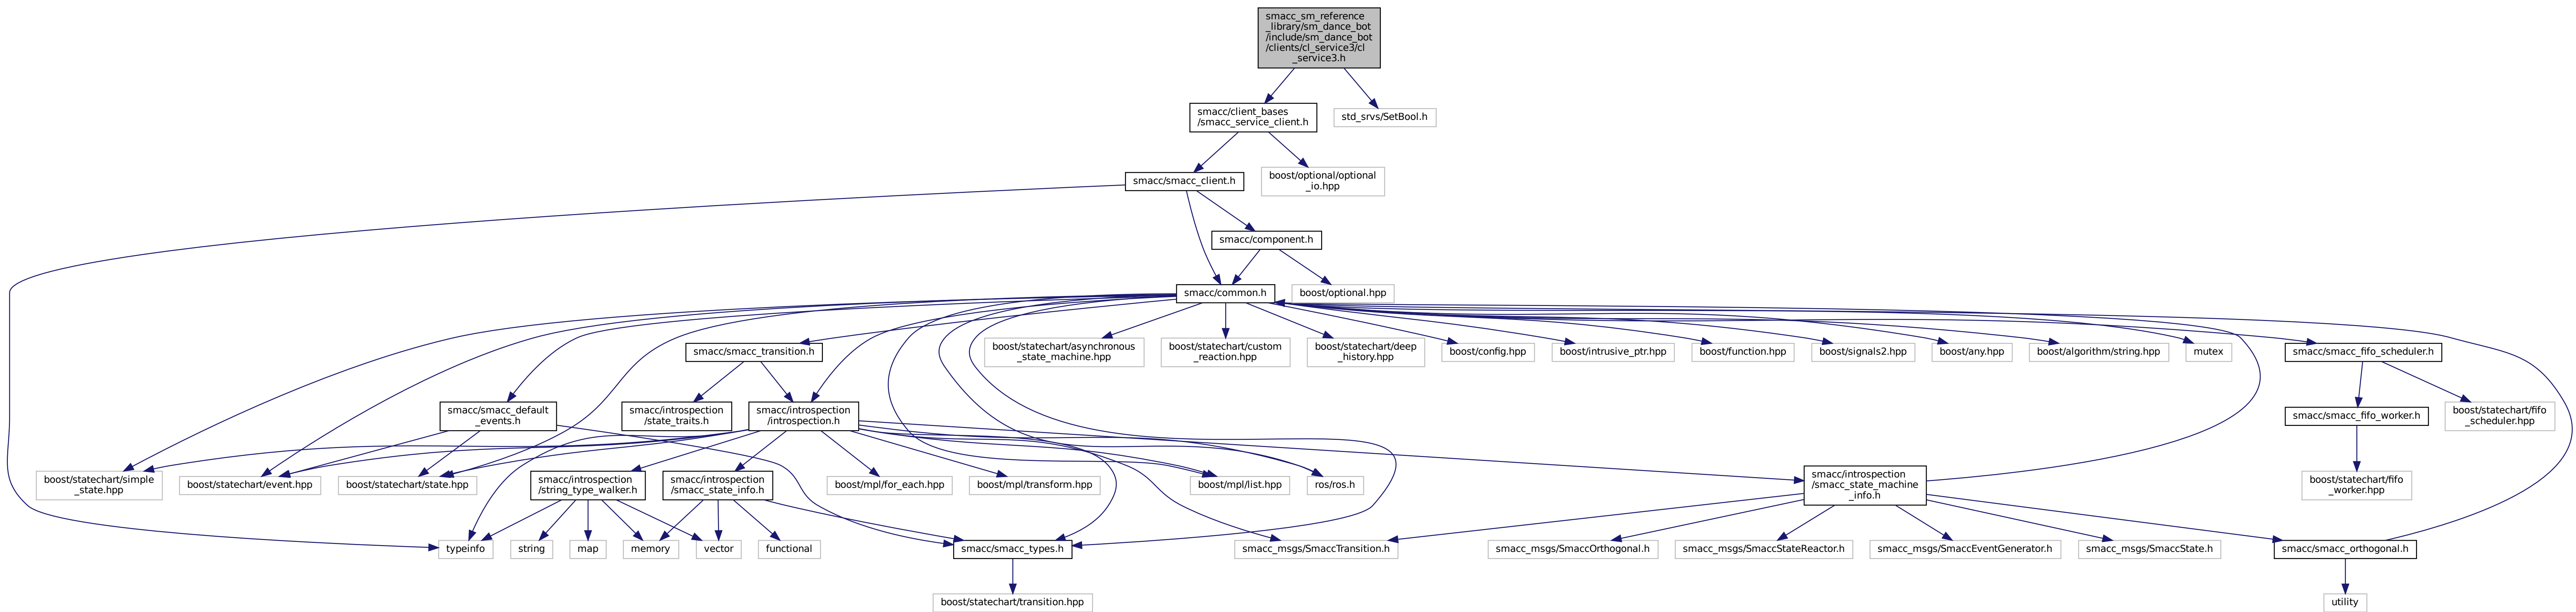 smacc_sm_reference
_library/sm_dance_bot
/include/sm_dance_bot
/clients/cl_service3/cl
_service3.h
smacc/client_bases
/smacc_service_client.h
std_srvs/SetBool.h
smacc/smacc_client.h
boost/optional/optional
_io.hpp
smacc/component.h
smacc/common.h
boost/optional.hpp
smacc/smacc_transition.h
boost/statechart/asynchronous
_state_machine.hpp
boost/statechart/custom
_reaction.hpp
boost/statechart/deep
_history.hpp
boost/config.hpp
boost/intrusive_ptr.hpp
boost/function.hpp
boost/signals2.hpp
boost/any.hpp
boost/algorithm/string.hpp
mutex
smacc/smacc_fifo_scheduler.h
smacc/smacc_default
_events.h
smacc/introspection
/state_traits.h
smacc/introspection
/introspection.h
smacc/smacc_fifo_worker.h
boost/statechart/fifo
_scheduler.hpp
boost/statechart/simple
_state.hpp
boost/statechart/event.hpp
boost/statechart/state.hpp
smacc/introspection
/string_type_walker.h
smacc/introspection
/smacc_state_info.h
boost/mpl/for_each.hpp
boost/mpl/transform.hpp
boost/mpl/list.hpp
ros/ros.h
smacc/introspection
/smacc_state_machine
_info.h
boost/statechart/fifo
_worker.hpp
typeinfo
string
map
memory
vector
functional
smacc/smacc_types.h
smacc_msgs/SmaccTransition.h
smacc_msgs/SmaccOrthogonal.h
smacc_msgs/SmaccStateReactor.h
smacc_msgs/SmaccEventGenerator.h
smacc_msgs/SmaccState.h
smacc/smacc_orthogonal.h
boost/statechart/transition.hpp
utility